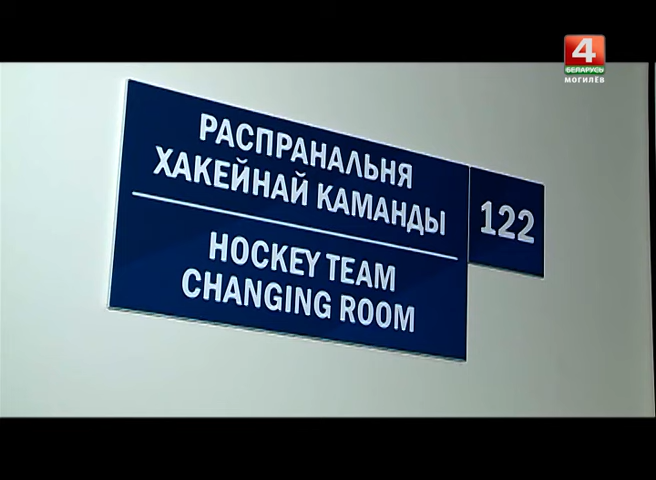 4
БЕЛАРУСЬ
МОГИЛЁВ
РАСПРАНАЛЬНЯ
ХАКЕЙНАЙ КАМАНДЫ
122
HOCKEY TEAM
CHANGING ROOM